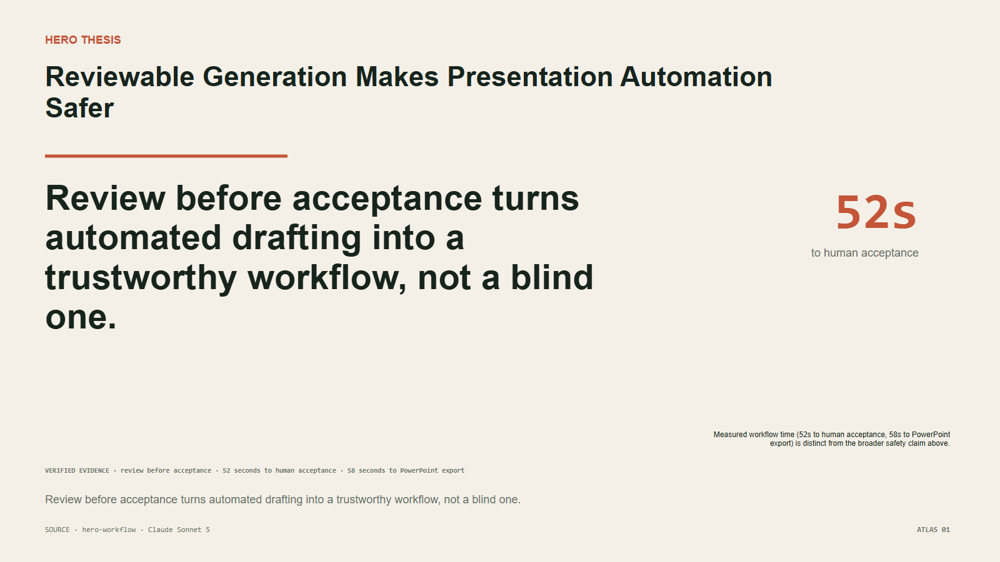 HERO THESIS
Reviewable Generation Makes Presentation Automation
Safer
Review before acceptance turns
automated drafting into a
trustworthy workflow, not a blind
one.
52s
to human acceptance
Measured workflow time (52s to human acceptance, 58s to PowerPoint
export) is distinct from the broader safety claim above.
VERIFIED EVIDENCE · review before acceptance · 52 seconds to human acceptance · 58 seconds to PowerPoint export
Review before acceptance turns automated drafting into a trustworthy workflow, not a blind one.
SOURCE · hero-workflow · Claude Sonnet 5
ATLAS 01